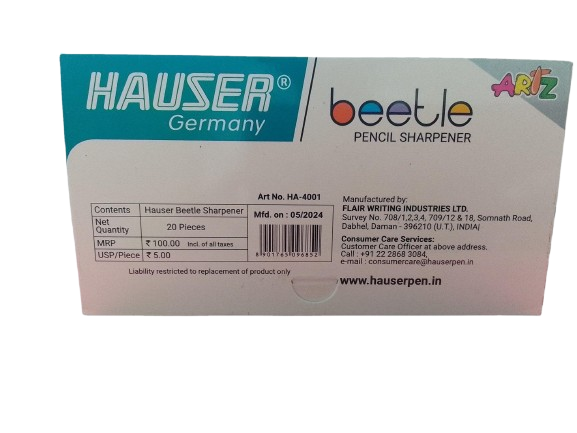 HAUSER®
Germany
beetle
PENCIL SHARPENER
ARTZ
Art No. HA-4001
Contents Hauser Beetle Sharpener
Net Quantity 20 Pieces
MRP ₹ 100.00 Incl. of all taxes
USP/Piece ₹ 5.00
Mfd. on : 05/2024
8 901765 096852
Liability restricted to replacement of product only
Manufactured by:
FLAIR WRITING INDUSTRIES LTD.
Survey No. 708/1,2,3,4, 709/12 & 18, Somnath Road,
Dabhel, Daman - 396210 (U.T.), INDIA)
Consumer Care Services:
Customer Care Officer at above address.
Call : +91 22 2868 3084,
e-mail : consumercare@hauserpen.in
www.hauserpen.in